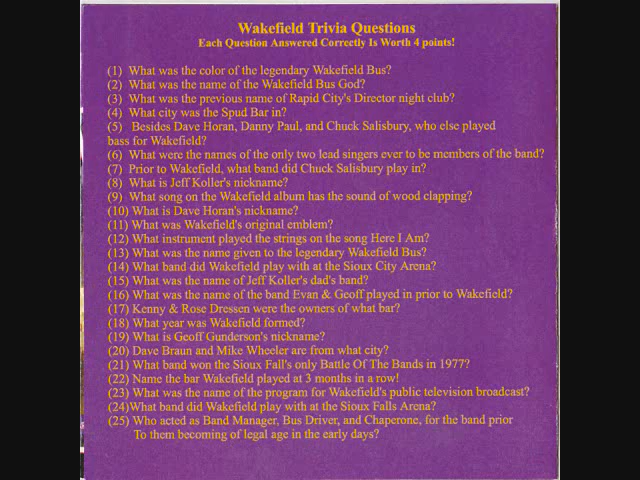 Wakefield Trivia Questions
Each Question Answered Correctly Is Worth 4 points!
(1) What was the color of the legendary Wakefield Bus?
(2) What was the name of the Wakefield Bus God?
(3) What was the previous name of Rapid City's Director night club?
(4) What city was the Spud Bar in?
(5) Besides Dave Horan, Danny Paul, and Chuck Salisbury, who else played
bass for Wakefield?
(6) What were the names of the only two lead singers ever to be members of the band?
(7) Prior to Wakefield, what band did Chuck Salisbury play in?
(8) What is Jeff Koller's nickname?
(9) What song on the Wakefield album has the sound of wood clapping?
(10) What is Dave Horan's nickname?
(11) What was Wakefield's original emblem?
(12) What instrument played the strings on the song Here I Am?
(13) What was the name given to the legendary Wakefield Bus?
(14) What band did Wakefield play with at the Sioux City Arena?
(15) What was the name of Jeff Koller's dad's band?
(16) What was the name of the band Evan & Geoff played in prior to Wakefield?
(17) Kenny & Rose Dressen were the owners of what bar?
(18) What year was Wakefield formed?
(19) What is Geoff Gunderson's nickname?
(20) Dave Braun and Mike Wheeler are from what city?
(21) What band won the Sioux Fall's only Battle Of The Bands in 1977?
(22) Name the bar Wakefield played at 3 months in a row!
(23) What was the name of the program for Wakefield's public television broadcast?
(24)What band did Wakefield play with at the Sioux Falls Arena?
(25) Who acted as Band Manager, Bus Driver, and Chaperone, for the band prior
To them becoming of legal age in the early days?